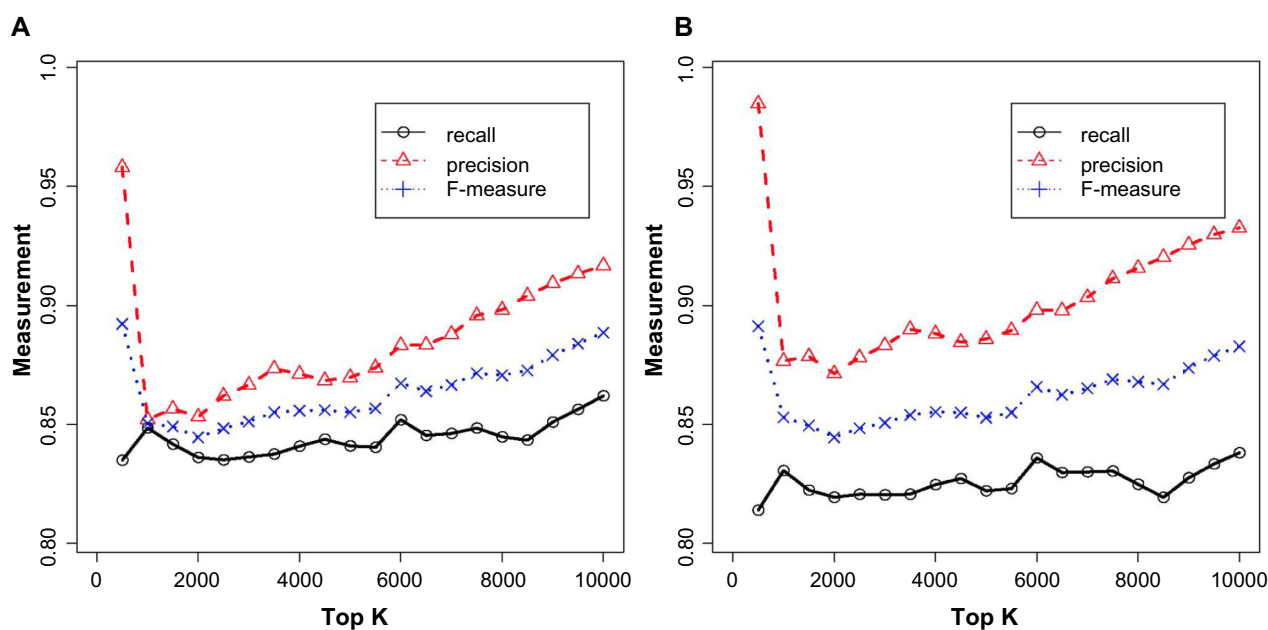 A
Measurement
1.0
0.95
0.90
0.85
0.80
recall
precision
F-measure
0 2000 4000 6000 8000 10000
Top K
B
Measurement
1.0
0.95
0.90
0.85
0.80
recall
precision
F-measure
0 2000 4000 6000 8000 10000
Top K